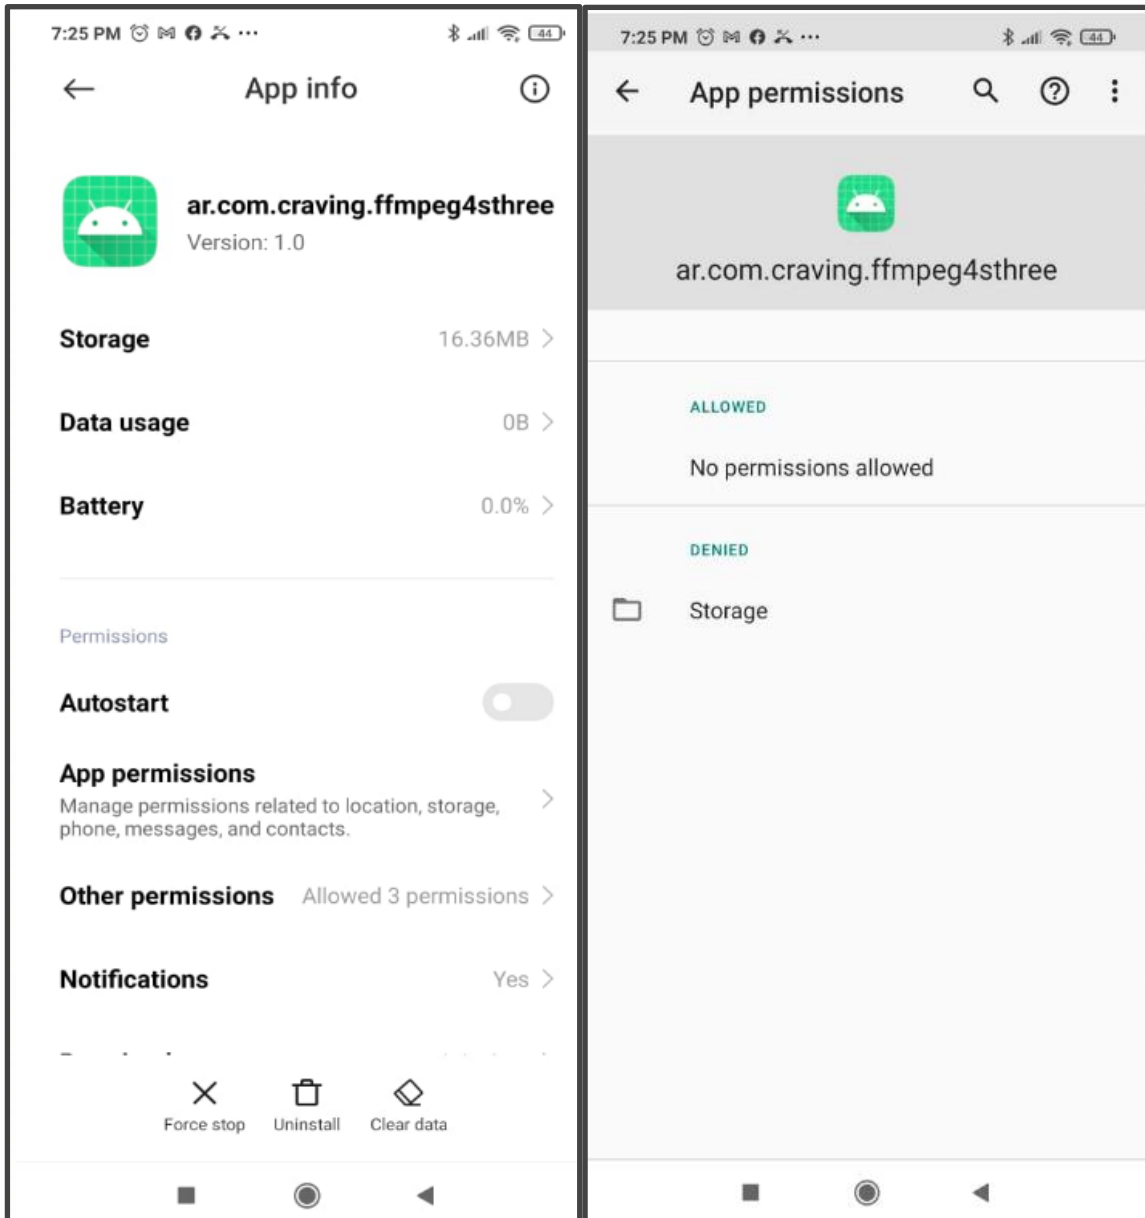 7:25 PM
44
App info
ar.com.craving.ffmpeg4sthree
Version: 1.0
Storage 16.36MB
Data usage 0B
Battery 0.0%
Permissions
Autostart
App permissions
Manage permissions related to location, storage,
phone, messages, and contacts.
Other permissions Allowed 3 permissions
Notifications Yes
Force stop Uninstall Clear data
7:25 PM
44
App permissions
ar.com.craving.ffmpeg4sthree
ALLOWED
No permissions allowed
DENIED
Storage